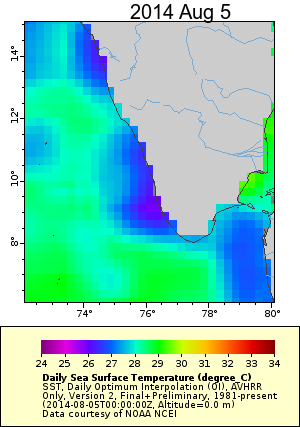 2014 Aug 5
14°
12°
10°
8°
74°
76°
78°
80°
24 25 26 27 28 29 30 31 32 33 34
Daily Sea Surface Temperature (degree_C)
SST, Daily Optimum Interpolation (OI), AVHRR
Only, Version 2, Final+Preliminary, 1981-present
(2014-08-05T00:00:00Z, Altitude=0.0 m)
Data courtesy of NOAA NCEI